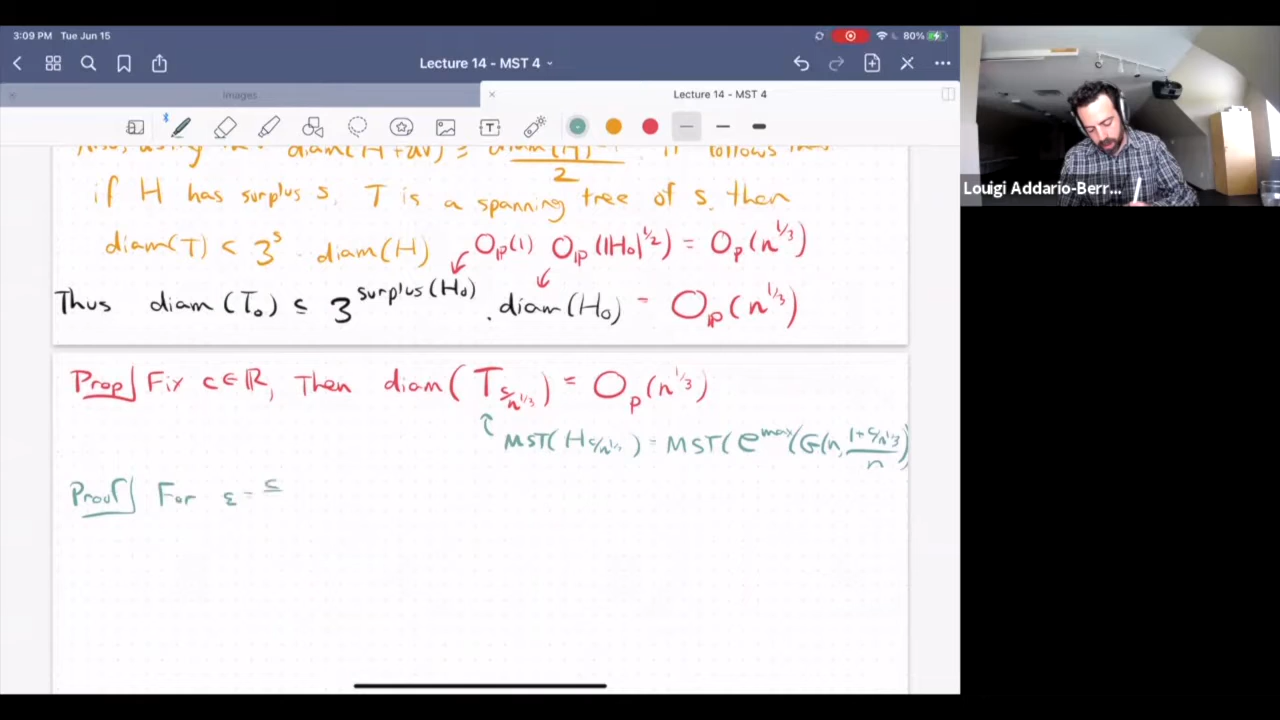 3:09 PM Tue Jun 15
80%
Lecture 14 - MST 4
Images
Lecture 14 - MST 4
Louigi Addario-Berr...
if H has surplus s, T is a spanning tree of s, then
diam(T) < 3^s · diam(H) O_P(1) O_P(|H_0|^{1/2}) = O_P(n^{1/3})
Thus diam(T_0) ≤ 3^{surplus(H_0)} · diam(H_0) = O_P(n^{1/3})
Prop Fix c∈ℝ, Then diam(T_{c/n^{1/3}}) = O_p(n^{1/3})
MST(H_{c/n^{1/3}}) = MST(C^{max}(G(n, (1+c/n^{1/3})/n)
Proof For ε = c